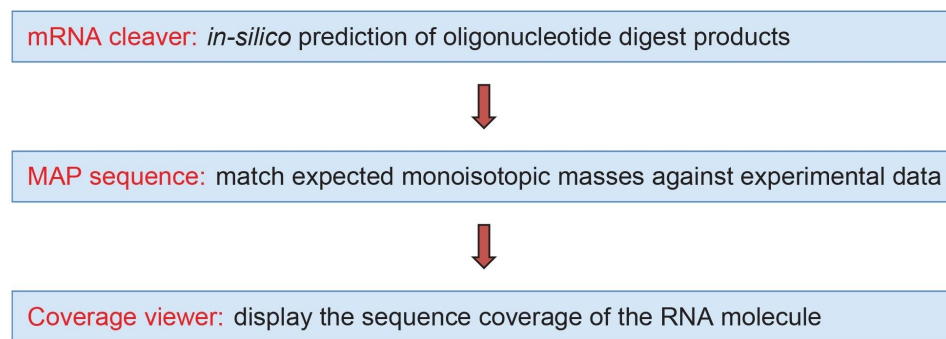 mRNA cleaver: in-silico prediction of oligonucleotide digest products
MAP sequence: match expected monoisotopic masses against experimental data
Coverage viewer: display the sequence coverage of the RNA molecule